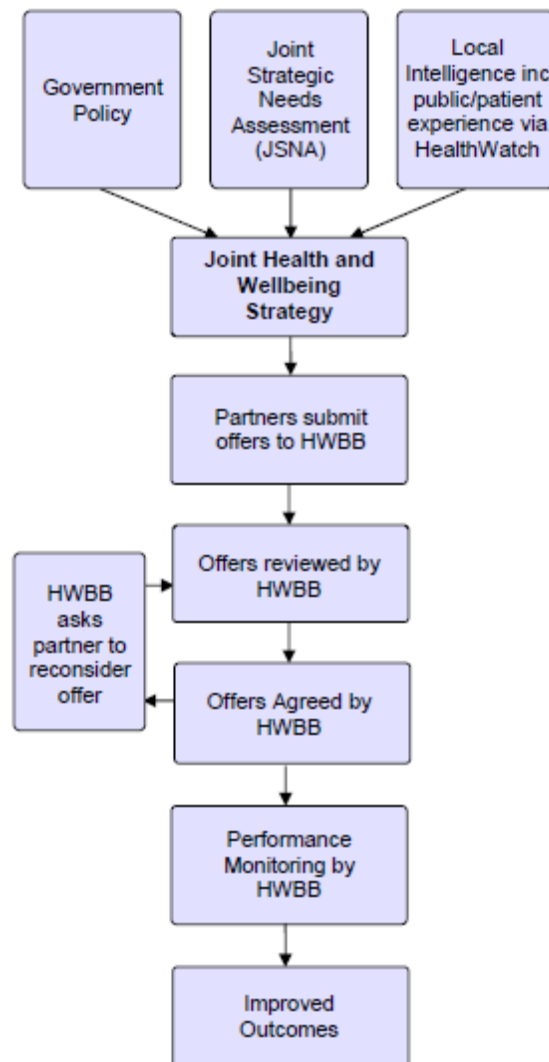 Government
Policy
Joint
Strategic
Needs
Assessment
(JSNA)
Local
Intelligence inc
public/patient
experience via
HealthWatch
Joint Health and
Wellbeing
Strategy
Partners submit
offers to HWBB
Offers reviewed by
HWBB
HWBB
asks
partner to
reconsider
offer
Offers Agreed by
HWBB
Performance
Monitoring by
HWBB
Improved
Outcomes